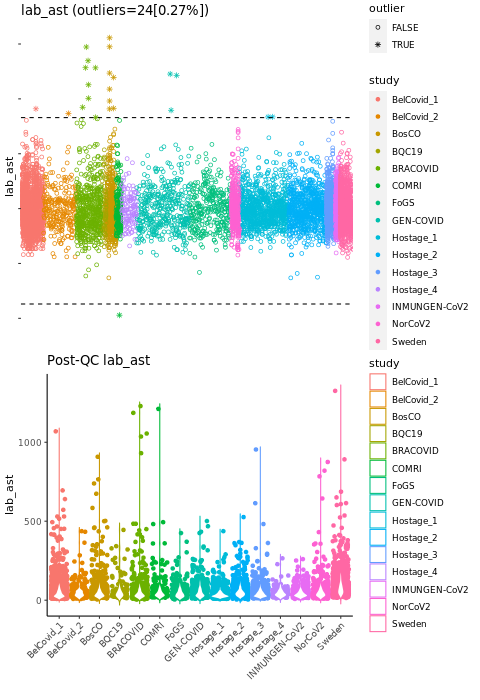 lab_ast (outliers=24[0.27%])
lab_ast
outlier
FALSE
TRUE
study
BelCovid_1
BelCovid_2
BosCO
BQC19
BRACOVID
COMRI
FoGS
GEN-COVID
Hostage_1
Hostage_2
Hostage_3
Hostage_4
INMUNGEN-CoV2
NorCoV2
Sweden
Post-QC lab_ast
lab_ast
1000
500
0
BelCovid_1
BelCovid_2
BosCO
BQC19
BRACOVID
COMRI
FoGS
GEN-COVID
Hostage_1
Hostage_2
Hostage_3
Hostage_4
INMUNGEN-CoV2
NorCoV2
Sweden
study
BelCovid_1
BelCovid_2
BosCO
BQC19
BRACOVID
COMRI
FoGS
GEN-COVID
Hostage_1
Hostage_2
Hostage_3
Hostage_4
INMUNGEN-CoV2
NorCoV2
Sweden